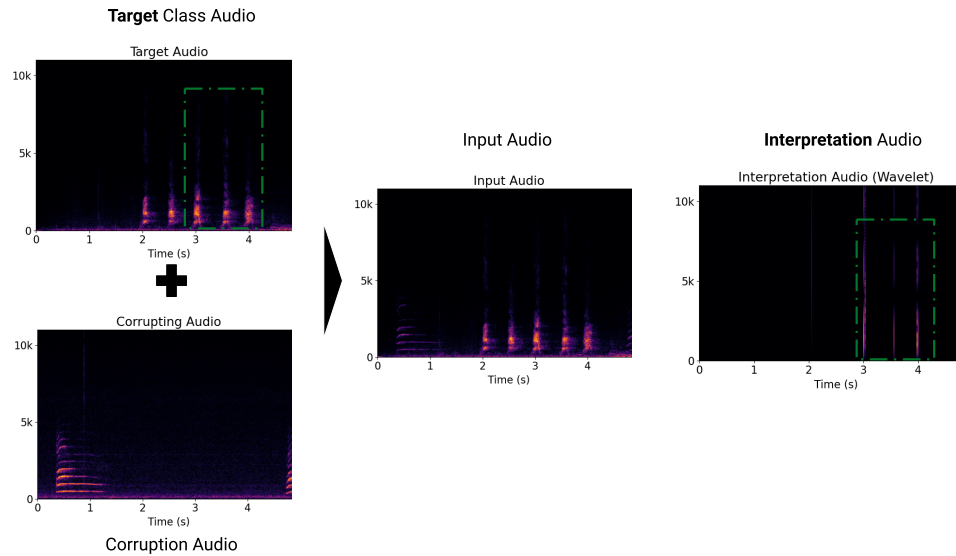 Target Class Audio
Target Audio
10k
5k
0
0 1 2 3 4
Time (s)
Corrupting Audio
10k
5k
0
0 1 2 3 4
Time (s)
Corruption Audio
Input Audio
Input Audio
10k
5k
0
0 1 2 3 4
Time (s)
Interpretation Audio
Interpretation Audio (Wavelet)
10k
5k
0
0 1 2 3 4
Time (s)